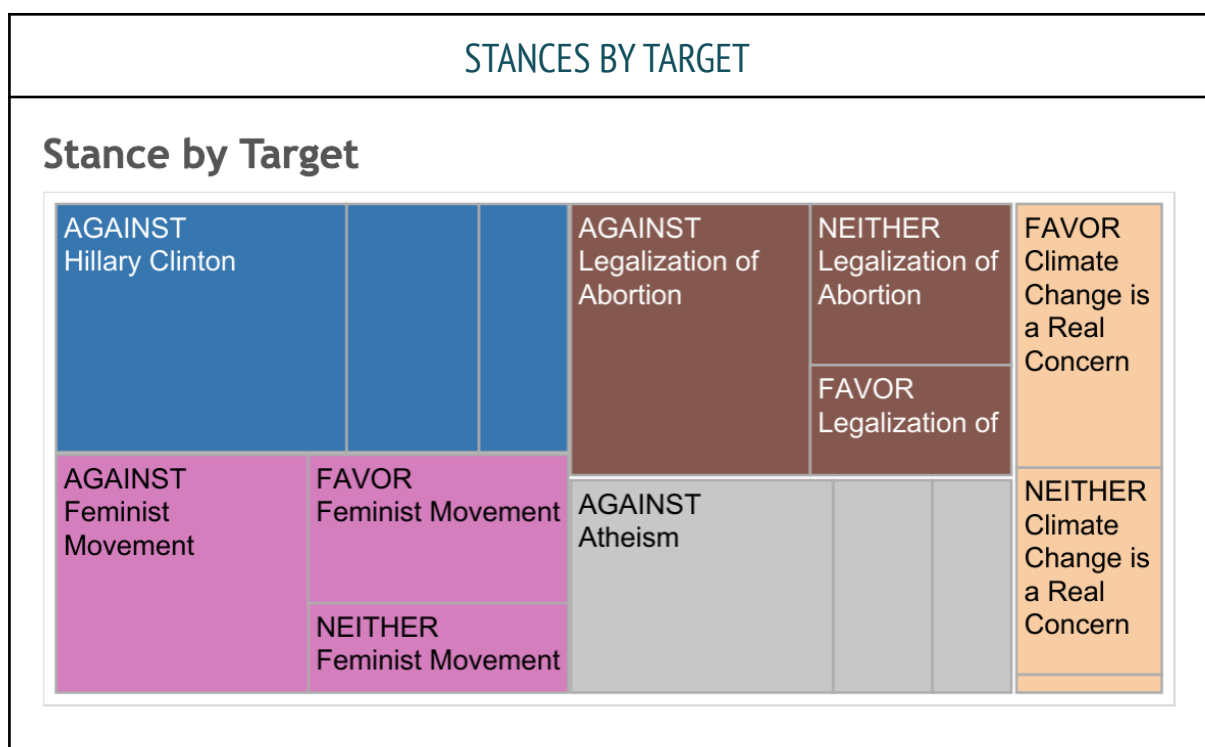 STANCES BY TARGET
Stance by Target
AGAINST
Hillary Clinton
AGAINST
Legalization of
Abortion
NEITHER
Legalization of
Abortion
FAVOR
Legalization of
FAVOR
Climate
Change is
a Real
Concern
AGAINST
Feminist
Movement
FAVOR
Feminist Movement
NEITHER
Feminist Movement
AGAINST
Atheism
NEITHER
Climate
Change is
a Real
Concern